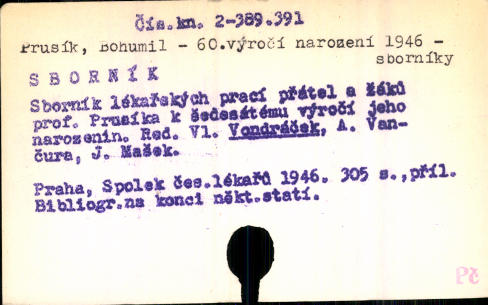 Čís.kn. 2-389.391
Prusík, Bohumil - 60.výročí narození 1946 -
sborníky
SBORNÍK
Sborník lékařských prací přátel a žáků
prof. Prusíka k šedesátému výročí jeho
narozenin. Red. Vl. Vondráček, A. Van-
čura, J. Mašek.
Praha, Spolek čes.lékařů 1946. 305 s.,příl.
Bibliogr.na konci někt.statí.
Pč